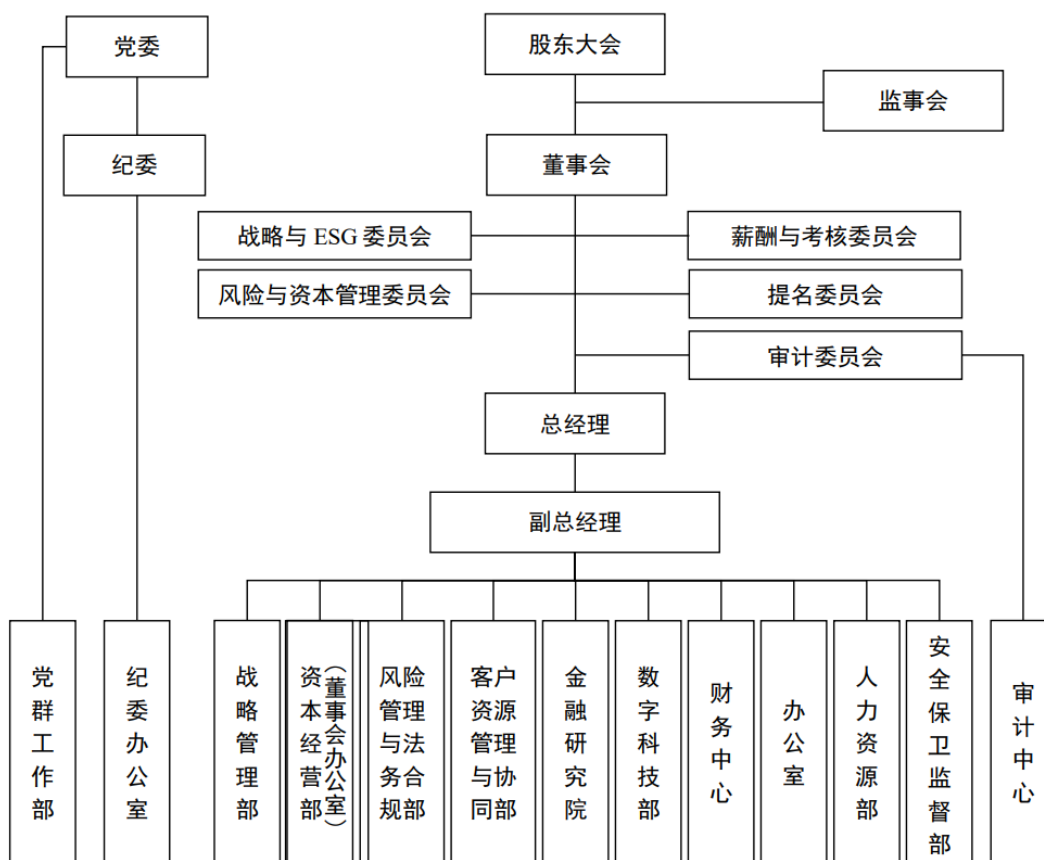 党委
股东大会
监事会
纪委
董事会
战略与 ESG 委员会
薪酬与考核委员会
风险与资本管理委员会
提名委员会
审计委员会
总经理
副总经理
党群工作部
纪委办公室
战略管理部
资本经营部
（董事会办公室）
风险管理与法务合规部
客户资源管理与协同部
金融研究院
数字科技部
财务中心
办公室
人力资源部
安全保卫监督部
审计中心